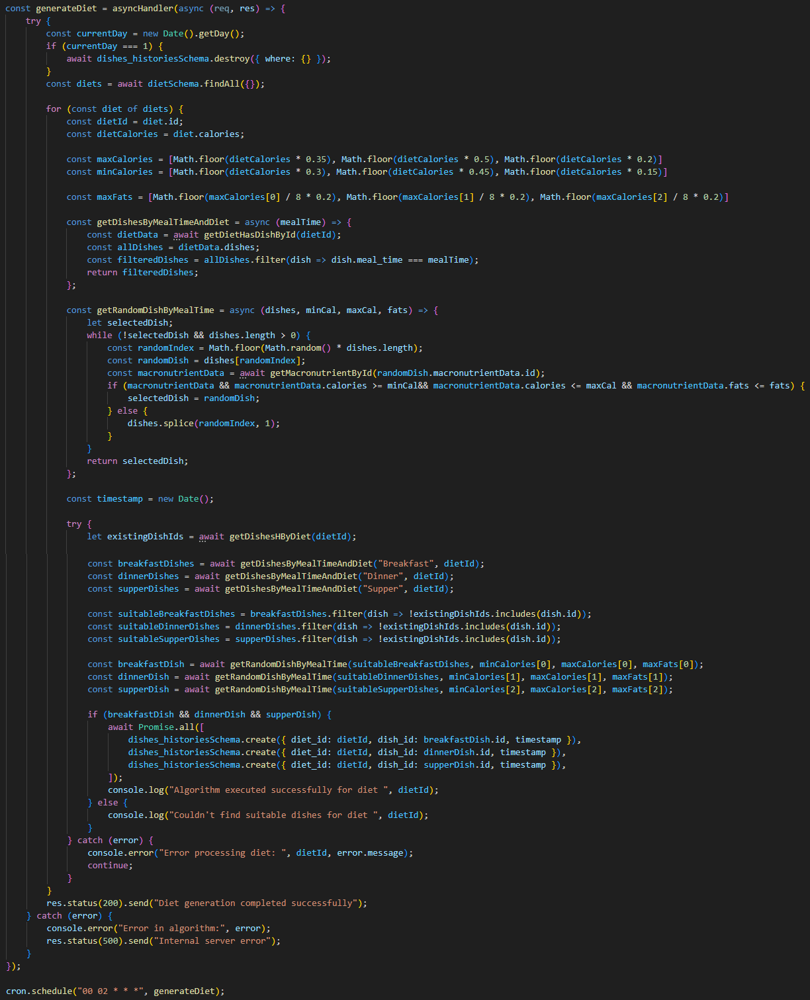 const generateDiet = asyncHandler(async (req, res) => {
    try {
        const currentDay = new Date().getDay();
        if (currentDay === 1) {
            await dishes_historiesSchema.destroy({ where: {} });
        }
        const diets = await dietSchema.findAll({});

        for (const diet of diets) {
            const dietId = diet.id;
            const dietCalories = diet.calories;

            const maxCalories = [Math.floor(dietCalories * 0.35), Math.floor(dietCalories * 0.5), Math.floor(dietCalories * 0.2)]
            const minCalories = [Math.floor(dietCalories * 0.3), Math.floor(dietCalories * 0.45), Math.floor(dietCalories * 0.15)]

            const maxFats = [Math.floor(maxCalories[0] / 8 * 0.2), Math.floor(maxCalories[1] / 8 * 0.2), Math.floor(maxCalories[2] / 8 * 0.2)]

            const getDishesByMealTimeAndDiet = async (mealTime) => {
                const dietData = await getDietHasDishById(dietId);
                const allDishes = dietData.dishes;
                const filteredDishes = allDishes.filter(dish => dish.meal_time === mealTime);
                return filteredDishes;
            };

            const getRandomDishByMealTime = async (dishes, minCal, maxCal, fats) => {
                let selectedDish;
                while (!selectedDish && dishes.length > 0) {
                    const randomIndex = Math.floor(Math.random() * dishes.length);
                    const randomDish = dishes[randomIndex];
                    const macronutrientData = await getMacronutrientById(randomDish.macronutrientData.id);
                    if (macronutrientData && macronutrientData.calories >= minCal&& macronutrientData.calories <= maxCal && macronutrientData.fats <= fats) {
                        selectedDish = randomDish;
                    } else {
                        dishes.splice(randomIndex, 1);
                    }
                }
                return selectedDish;
            };

            const timestamp = new Date();

            try {
                let existingDishIds = await getDishesHByDiet(dietId);

                const breakfastDishes = await getDishesByMealTimeAndDiet("Breakfast", dietId);
                const dinnerDishes = await getDishesByMealTimeAndDiet("Dinner", dietId);
                const supperDishes = await getDishesByMealTimeAndDiet("Supper", dietId);

                const suitableBreakfastDishes = breakfastDishes.filter(dish => !existingDishIds.includes(dish.id));
                const suitableDinnerDishes = dinnerDishes.filter(dish => !existingDishIds.includes(dish.id));
                const suitableSupperDishes = supperDishes.filter(dish => !existingDishIds.includes(dish.id));

                const breakfastDish = await getRandomDishByMealTime(suitableBreakfastDishes, minCalories[0], maxCalories[0], maxFats[0]);
                const dinnerDish = await getRandomDishByMealTime(suitableDinnerDishes, minCalories[1], maxCalories[1], maxFats[1]);
                const supperDish = await getRandomDishByMealTime(suitableSupperDishes, minCalories[2], maxCalories[2], maxFats[2]);

                if (breakfastDish && dinnerDish && supperDish) {
                    await Promise.all([
                        dishes_historiesSchema.create({ diet_id: dietId, dish_id: breakfastDish.id, timestamp }),
                        dishes_historiesSchema.create({ diet_id: dietId, dish_id: dinnerDish.id, timestamp }),
                        dishes_historiesSchema.create({ diet_id: dietId, dish_id: supperDish.id, timestamp }),
                    ]);
                    console.log("Algorithm executed successfully for diet ", dietId);
                } else {
                    console.log("Couldn't find suitable dishes for diet ", dietId);
                }
            } catch (error) {
                console.error("Error processing diet: ", dietId, error.message);
                continue;
            }
        }
        res.status(200).send("Diet generation completed successfully");
    } catch (error) {
        console.error("Error in algorithm:", error);
        res.status(500).send("Internal server error");
    }
});

cron.schedule("00 02 * * *", generateDiet);